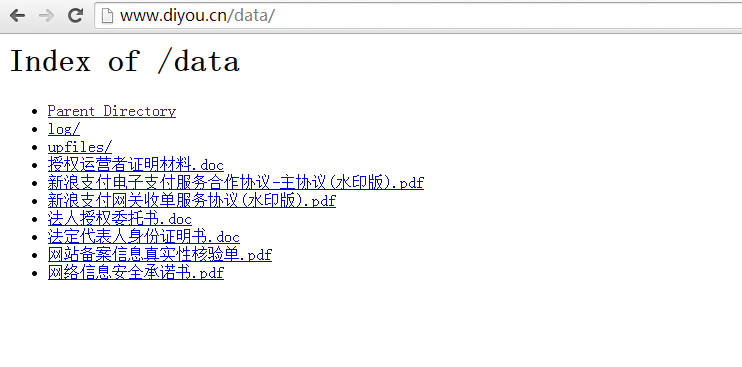 www.diyou.cn/data/
Index of /data
Parent Directory
log/
upfiles/
授权运营者证明材料.doc
新浪支付电子支付服务合作协议-主协议(水印版).pdf
新浪支付网关收单服务协议(水印版).pdf
法人授权委托书.doc
法定代表人身份证明书.doc
网站备案信息真实性核验单.pdf
网络信息安全承诺书.pdf